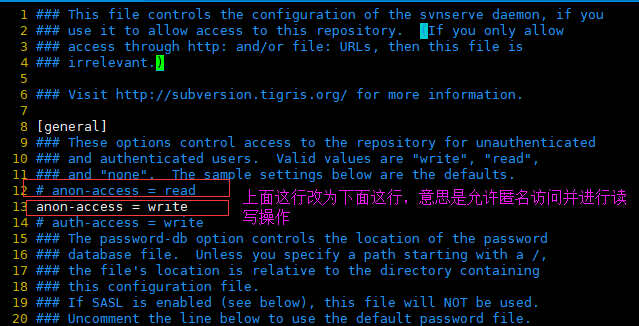 1 ### This file controls the configuration of the svnserve daemon, if you
2 ### use it to allow access to this repository.  (If you only allow
3 ### access through http: and/or file: URLs, then this file is
4 ### irrelevant.)
5
6 ### Visit http://subversion.tigris.org/ for more information.
7
8 [general]
9 ### These options control access to the repository for unauthenticated
10 ### and authenticated users.  Valid values are "write", "read",
11 ### and "none".  The sample settings below are the defaults.
12 # anon-access = read
上面这行改为下面这行，意思是允许匿名访问并进行读
写操作
13 anon-access = write
14 # auth-access = write
15 ### The password-db option controls the location of the password
16 ### database file.  Unless you specify a path starting with a /,
17 ### the file's location is relative to the directory containing
18 ### this configuration file.
19 ### If SASL is enabled (see below), this file will NOT be used.
20 ### Uncomment the line below to use the default password file.